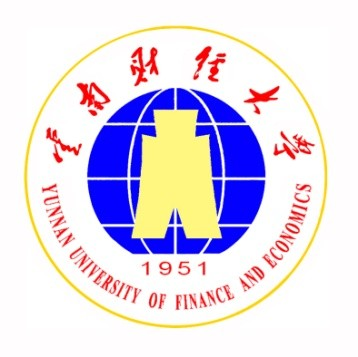 云南财经大学
1951
YUNNAN UNIVERSITY OF FINANCE AND ECONOMICS